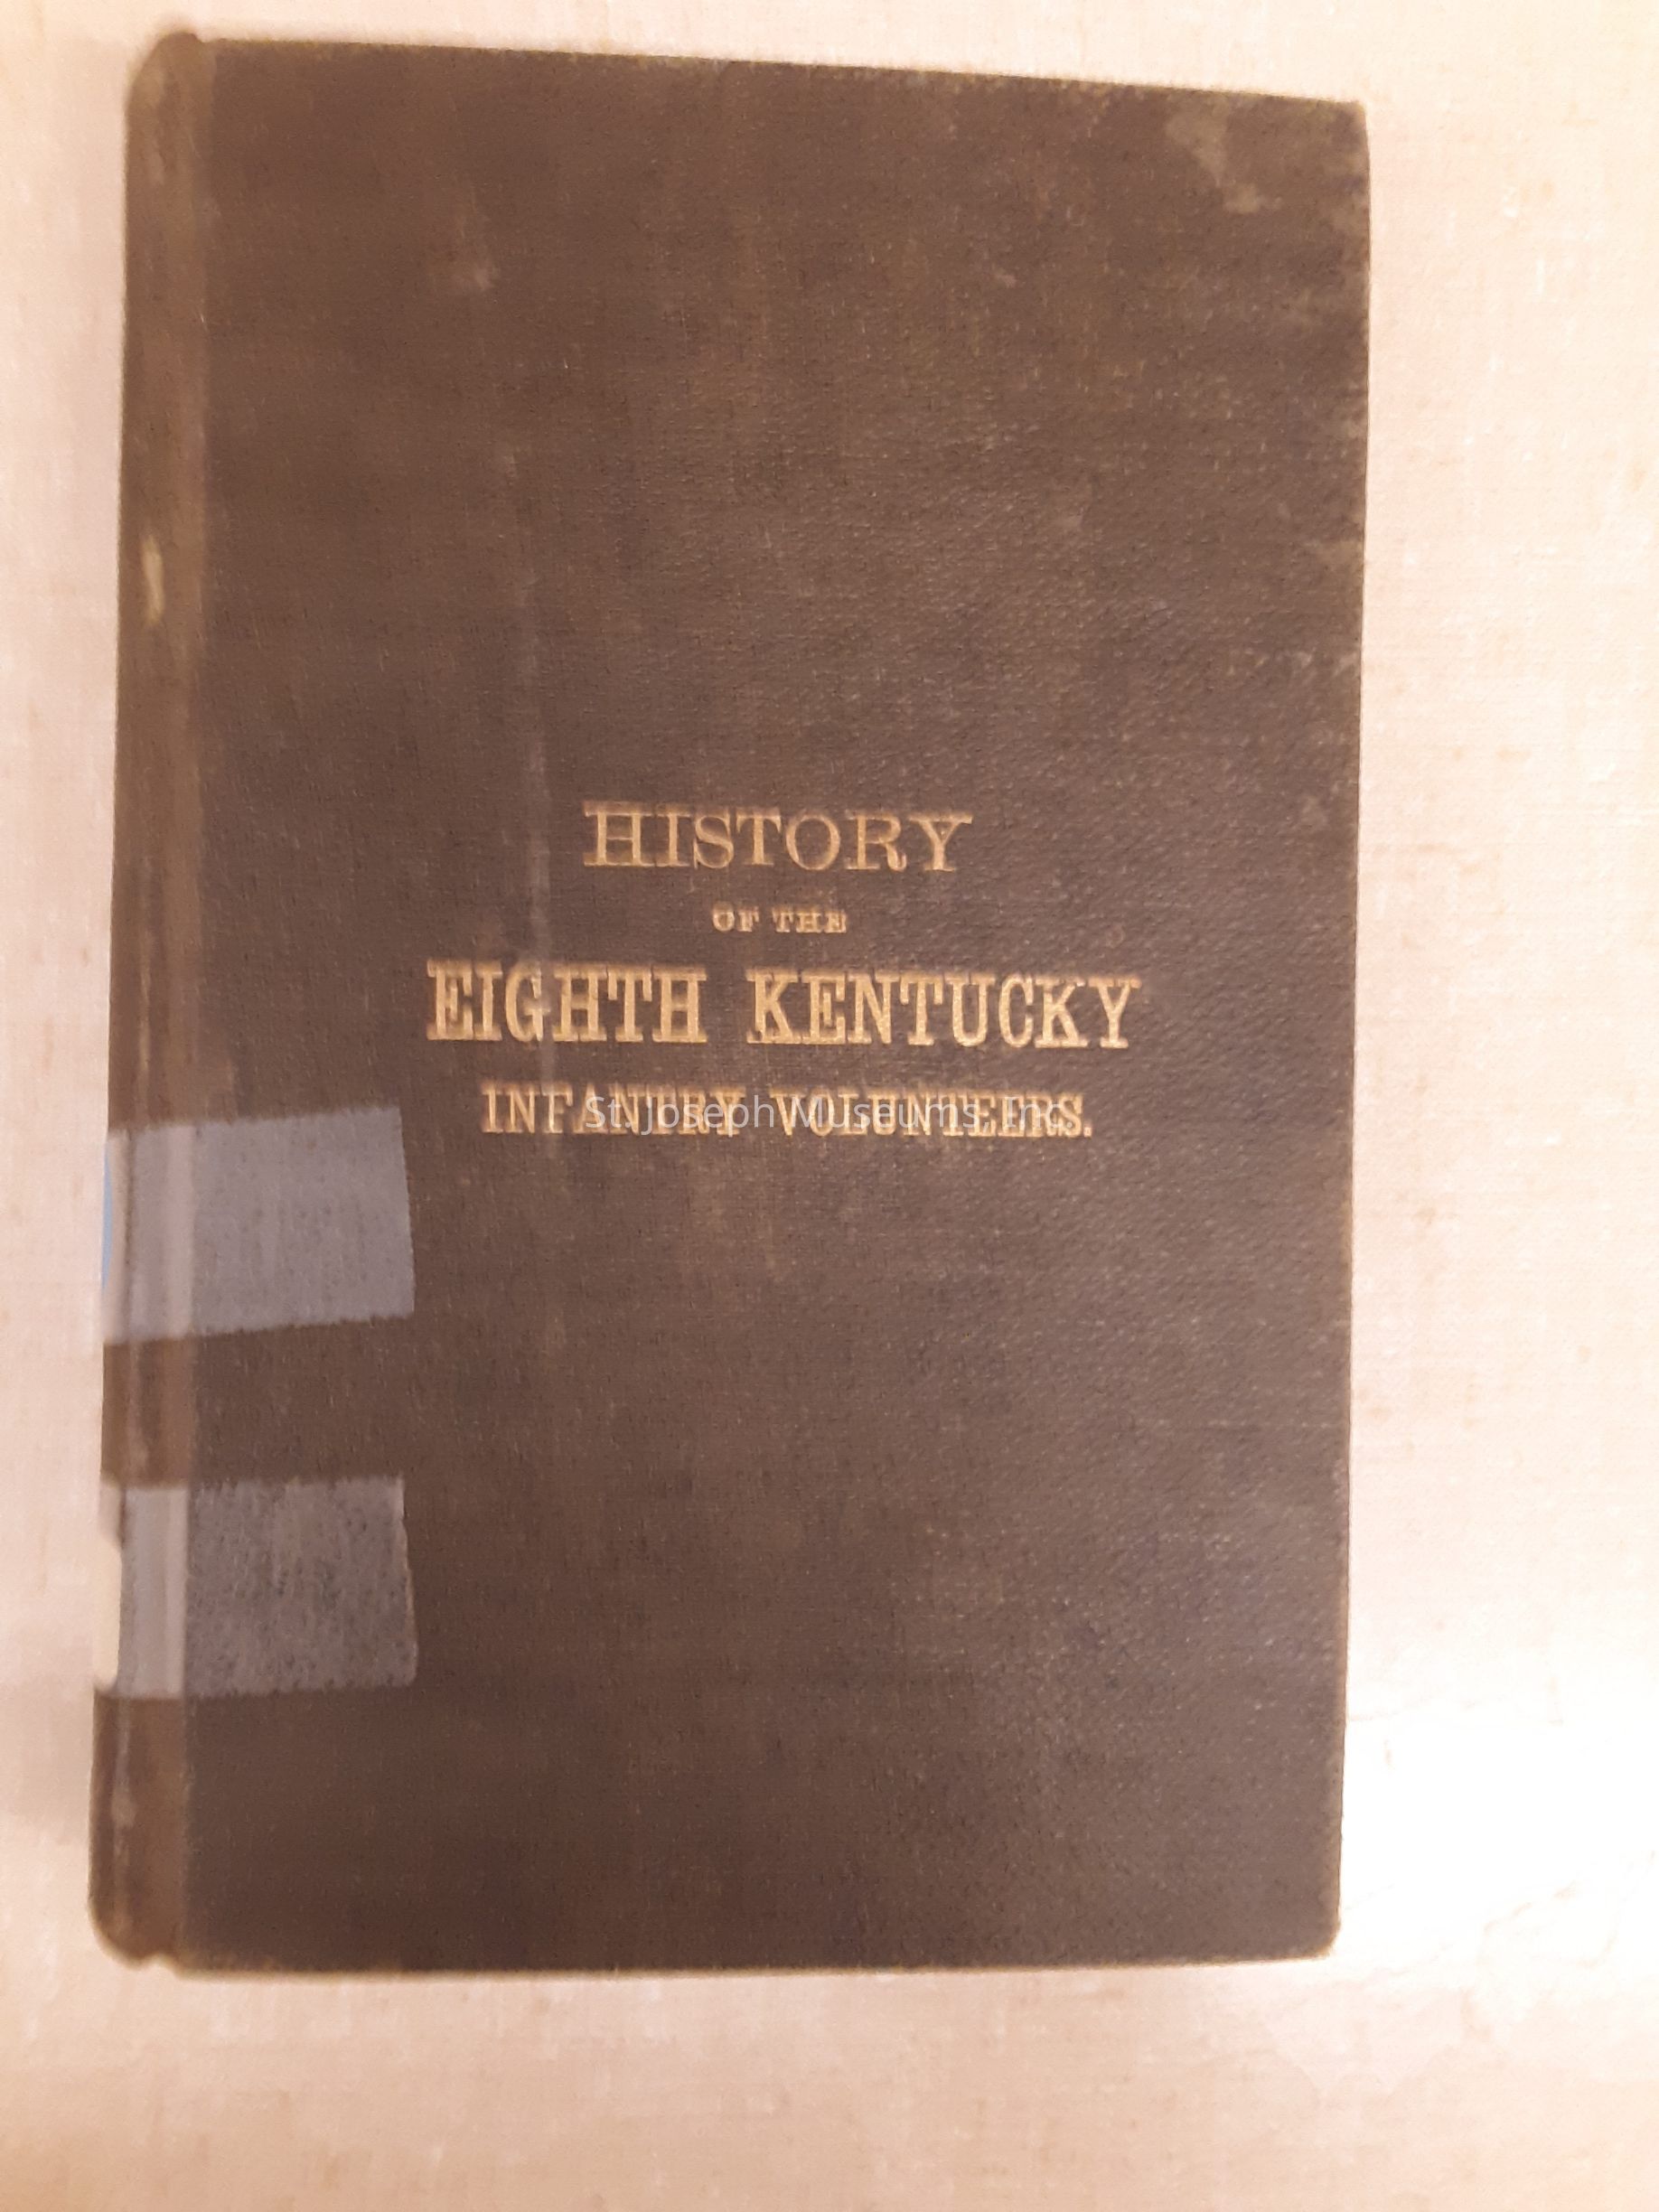 HISTORY
OF THE
EIGHTH KENTUCKY
INFANTRY VOLUNTEERS.
St. Joseph Museums, Inc.